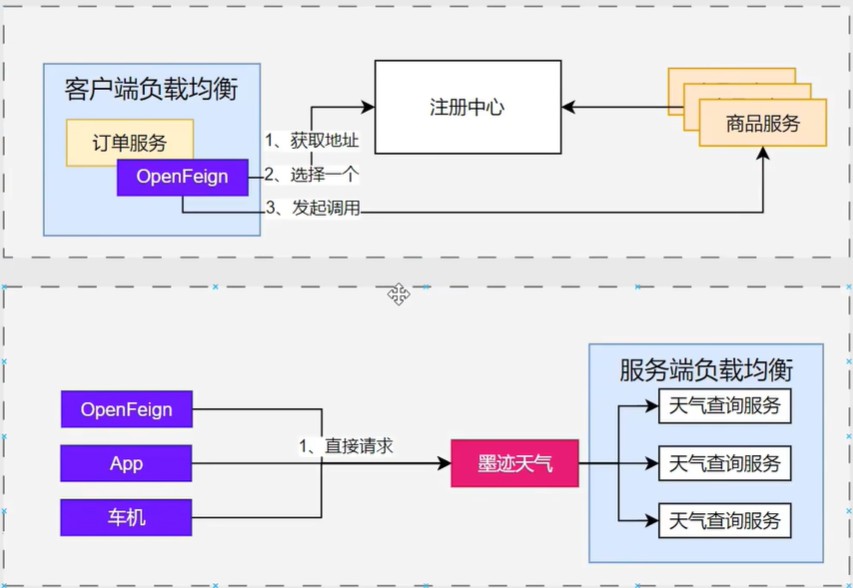 客户端负载均衡
订单服务
OpenFeign
1、获取地址
2、选择一个
3、发起调用
注册中心
商品服务
OpenFeign
App
车机
1、直接请求
墨迹天气
服务端负载均衡
天气查询服务
天气查询服务
天气查询服务